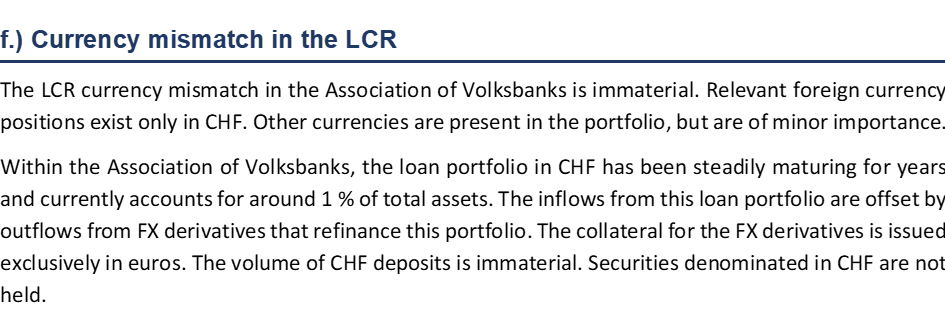 f.) Currency mismatch in the LCR
The LCR currency mismatch in the Association of Volksbanks is immaterial. Relevant foreign currency
positions exist only in CHF. Other currencies are present in the portfolio, but are of minor importance.
Within the Association of Volksbanks, the loan portfolio in CHF has been steadily maturing for years
and currently accounts for around 1 % of total assets. The inflows from this loan portfolio are offset by
outflows from FX derivatives that refinance this portfolio. The collateral for the FX derivatives is issued
exclusively in euros. The volume of CHF deposits is immaterial. Securities denominated in CHF are not
held.